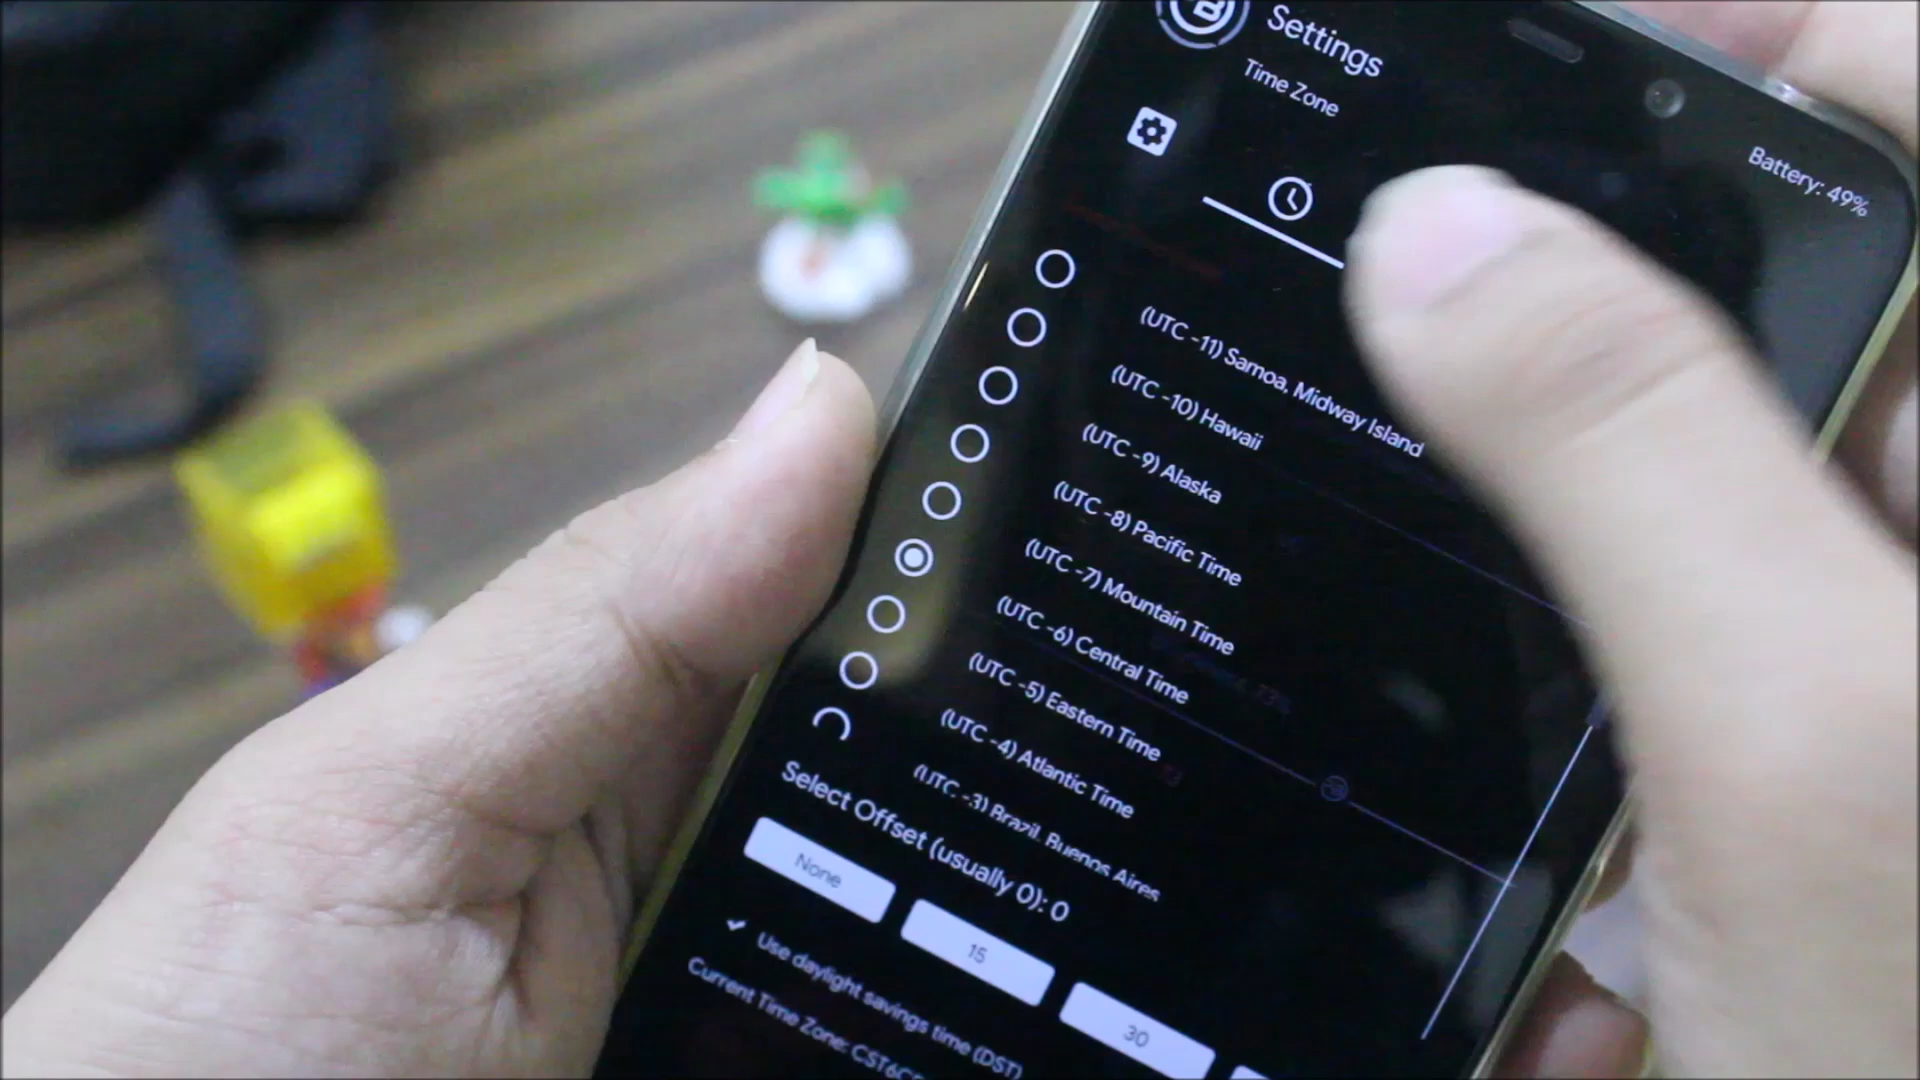 Settings
Time Zone
Battery: 49%
(UTC -11) Samoa, Midway Island
(UTC -10) Hawaii
(UTC -9) Alaska
(UTC -8) Pacific Time
(UTC -7) Mountain Time
(UTC -6) Central Time
(UTC -5) Eastern Time
(UTC -4) Atlantic Time
(UTC -3) Brazil, Buenos Aires
Select Offset (usually 0): 0
None
15
30
Use daylight savings time (DST)
Current Time Zone: